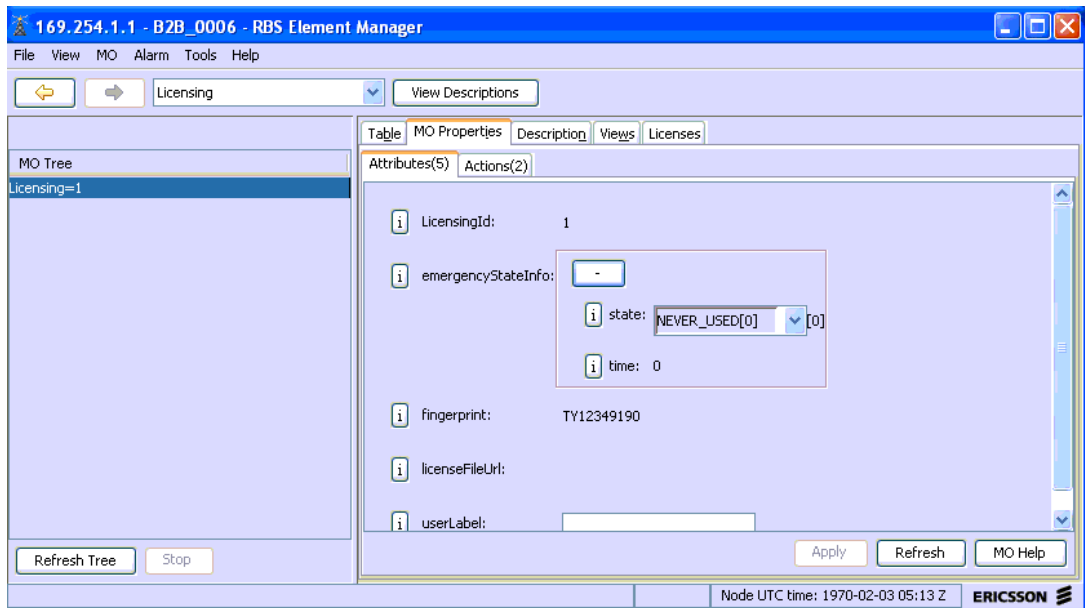 169.254.1.1 - B2B_0006 - RBS Element Manager
File View MO Alarm Tools Help
Licensing View Descriptions
Table MO Properties Description Views Licenses
MO Tree
Attributes(5) Actions(2)
Licensing=1
i LicensingId: 1
i emergencyStateInfo: -
i state: NEVER_USED[0] [0]
i time: 0
i fingerprint: TY12349190
i licenseFileUrl:
i userLabel:
Refresh Tree Stop Apply Refresh MO Help
Node UTC time: 1970-02-03 05:13 Z ERICSSON